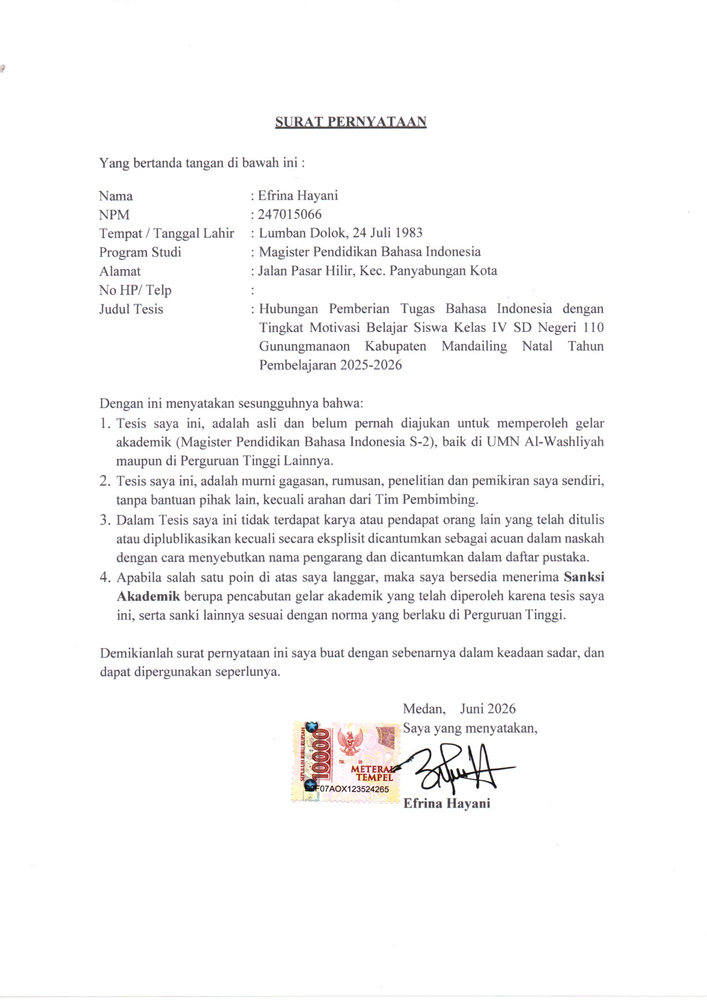 SURAT PERNYATAAN
Yang bertanda tangan di bawah ini :
Nama : Efrina Hayani
NPM : 247015066
Tempat / Tanggal Lahir : Lumban Dolok, 24 Juli 1983
Program Studi : Magister Pendidikan Bahasa Indonesia
Alamat : Jalan Pasar Hilir, Kec. Panyabungan Kota
No HP/ Telp :
Judul Tesis : Hubungan Pemberian Tugas Bahasa Indonesia dengan
Tingkat Motivasi Belajar Siswa Kelas IV SD Negeri 110
Gunungmanaon Kabupaten Mandailing Natal Tahun
Pembelajaran 2025-2026
Dengan ini menyatakan sesungguhnya bahwa:
1. Tesis saya ini, adalah asli dan belum pernah diajukan untuk memperoleh gelar
akademik (Magister Pendidikan Bahasa Indonesia S-2), baik di UMN Al-Washliyah
maupun di Perguruan Tinggi Lainnya.
2. Tesis saya ini, adalah murni gagasan, rumusan, penelitian dan pemikiran saya sendiri,
tanpa bantuan pihak lain, kecuali arahan dari Tim Pembimbing.
3. Dalam Tesis saya ini tidak terdapat karya atau pendapat orang lain yang telah ditulis
atau diplublikasikan kecuali secara eksplisit dicantumkan sebagai acuan dalam naskah
dengan cara menyebutkan nama pengarang dan dicantumkan dalam daftar pustaka.
4. Apabila salah satu poin di atas saya langgar, maka saya bersedia menerima Sanksi
Akademik berupa pencabutan gelar akademik yang telah diperoleh karena tesis saya
ini, serta sanki lainnya sesuai dengan norma yang berlaku di Perguruan Tinggi.
Demikianlah surat pernyataan ini saya buat dengan sebenarnya dalam keadaan sadar, dan
dapat dipergunakan seperlunya.
Medan, Juni 2026
Saya yang menyatakan,
SEPULUH RIBU RUPIAH
10000
TGL. 20
METERAI
TEMPEL
B2F07AOX123524265
Efrina Hayani